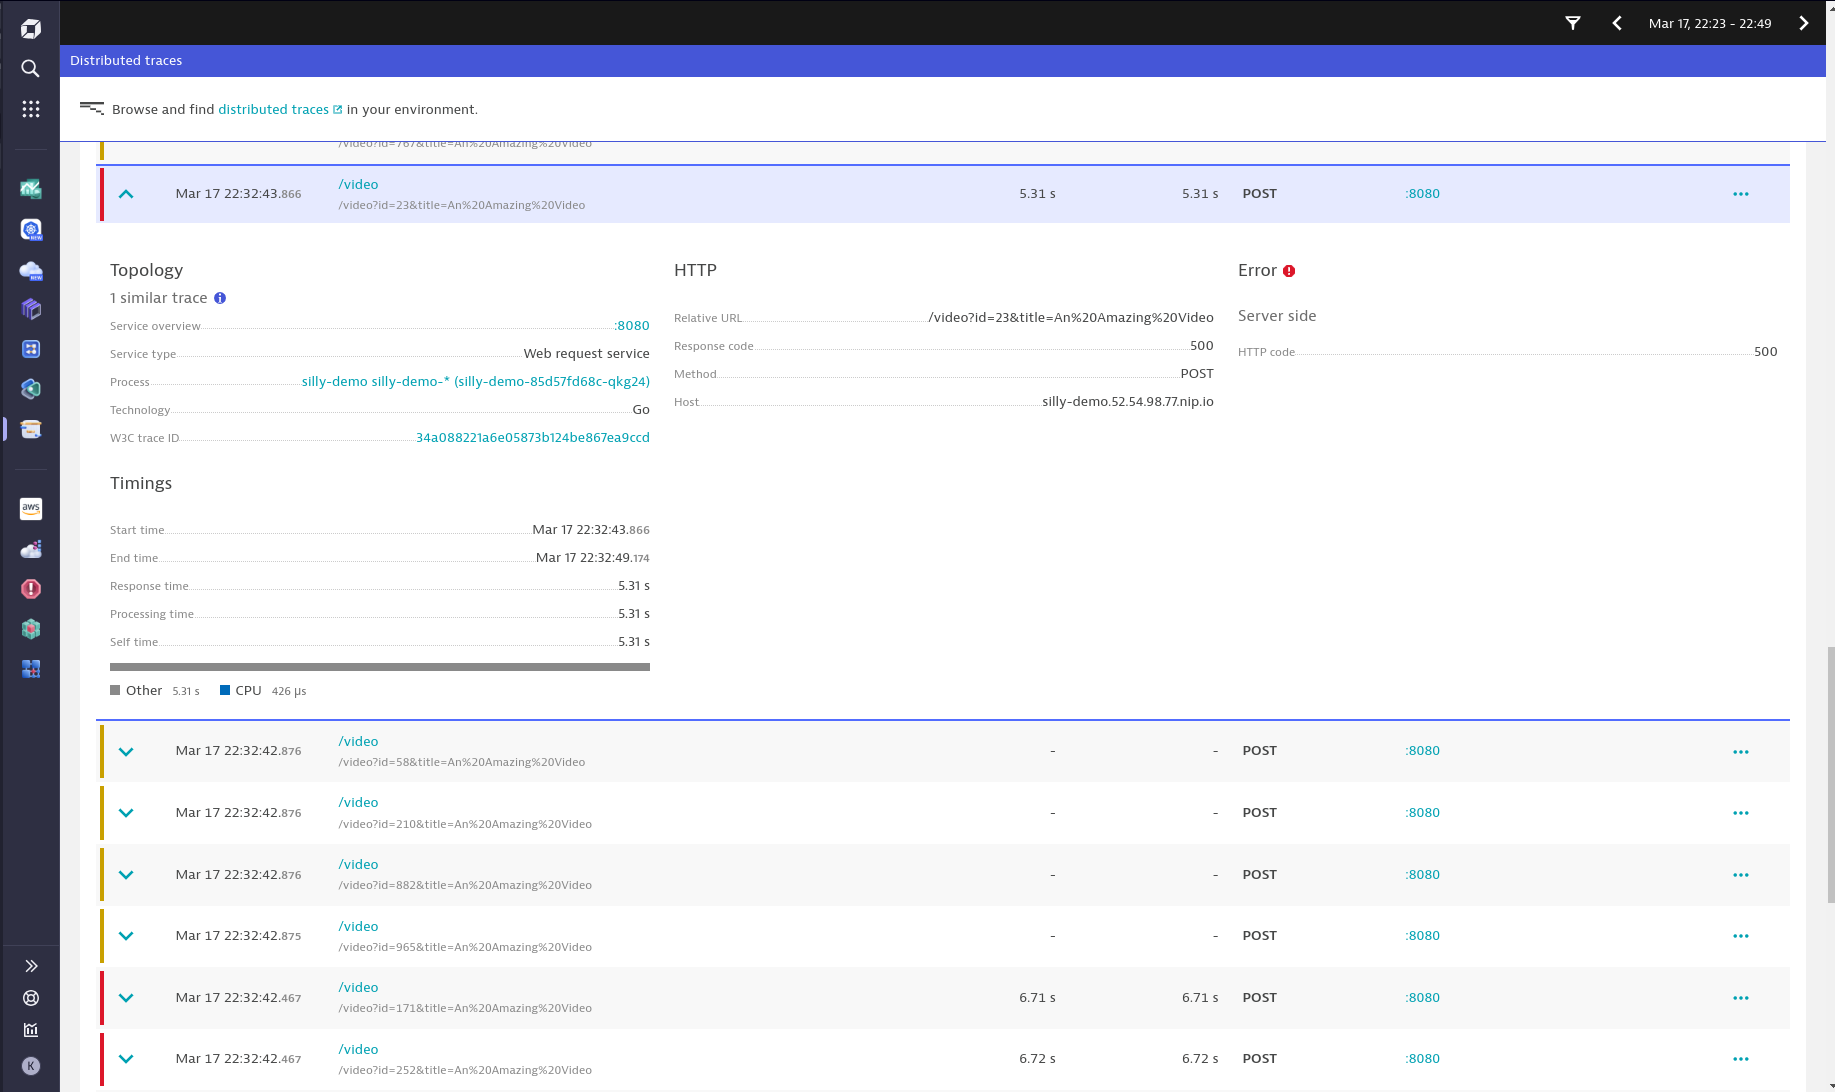 Mar 17, 22:23 - 22:49
Distributed traces
Browse and find distributed traces in your environment.
/video?id=767&title=An%20Amazing%20Video
Mar 17 22:32:43.866 /video 5.31 s 5.31 s POST :8080
/video?id=23&title=An%20Amazing%20Video
Topology
1 similar trace
Service overview :8080
Service type Web request service
Process silly-demo silly-demo-* (silly-demo-85d57fd68c-qkg24)
Technology Go
W3C trace ID 34a088221a6e05873b124be867ea9ccd
Timings
Start time Mar 17 22:32:43.866
End time Mar 17 22:32:49.174
Response time 5.31 s
Processing time 5.31 s
Self time 5.31 s
Other 5.31 s CPU 426 µs
HTTP
Relative URL /video?id=23&title=An%20Amazing%20Video
Response code 500
Method POST
Host silly-demo.52.54.98.77.nip.io
Error
Server side
HTTP code 500
Mar 17 22:32:42.876 /video - - POST :8080
/video?id=58&title=An%20Amazing%20Video
Mar 17 22:32:42.876 /video - - POST :8080
/video?id=210&title=An%20Amazing%20Video
Mar 17 22:32:42.876 /video - - POST :8080
/video?id=882&title=An%20Amazing%20Video
Mar 17 22:32:42.875 /video - - POST :8080
/video?id=965&title=An%20Amazing%20Video
Mar 17 22:32:42.467 /video 6.71 s 6.71 s POST :8080
/video?id=171&title=An%20Amazing%20Video
Mar 17 22:32:42.467 /video 6.72 s 6.72 s POST :8080
/video?id=252&title=An%20Amazing%20Video
NEW
NEW
aws
K